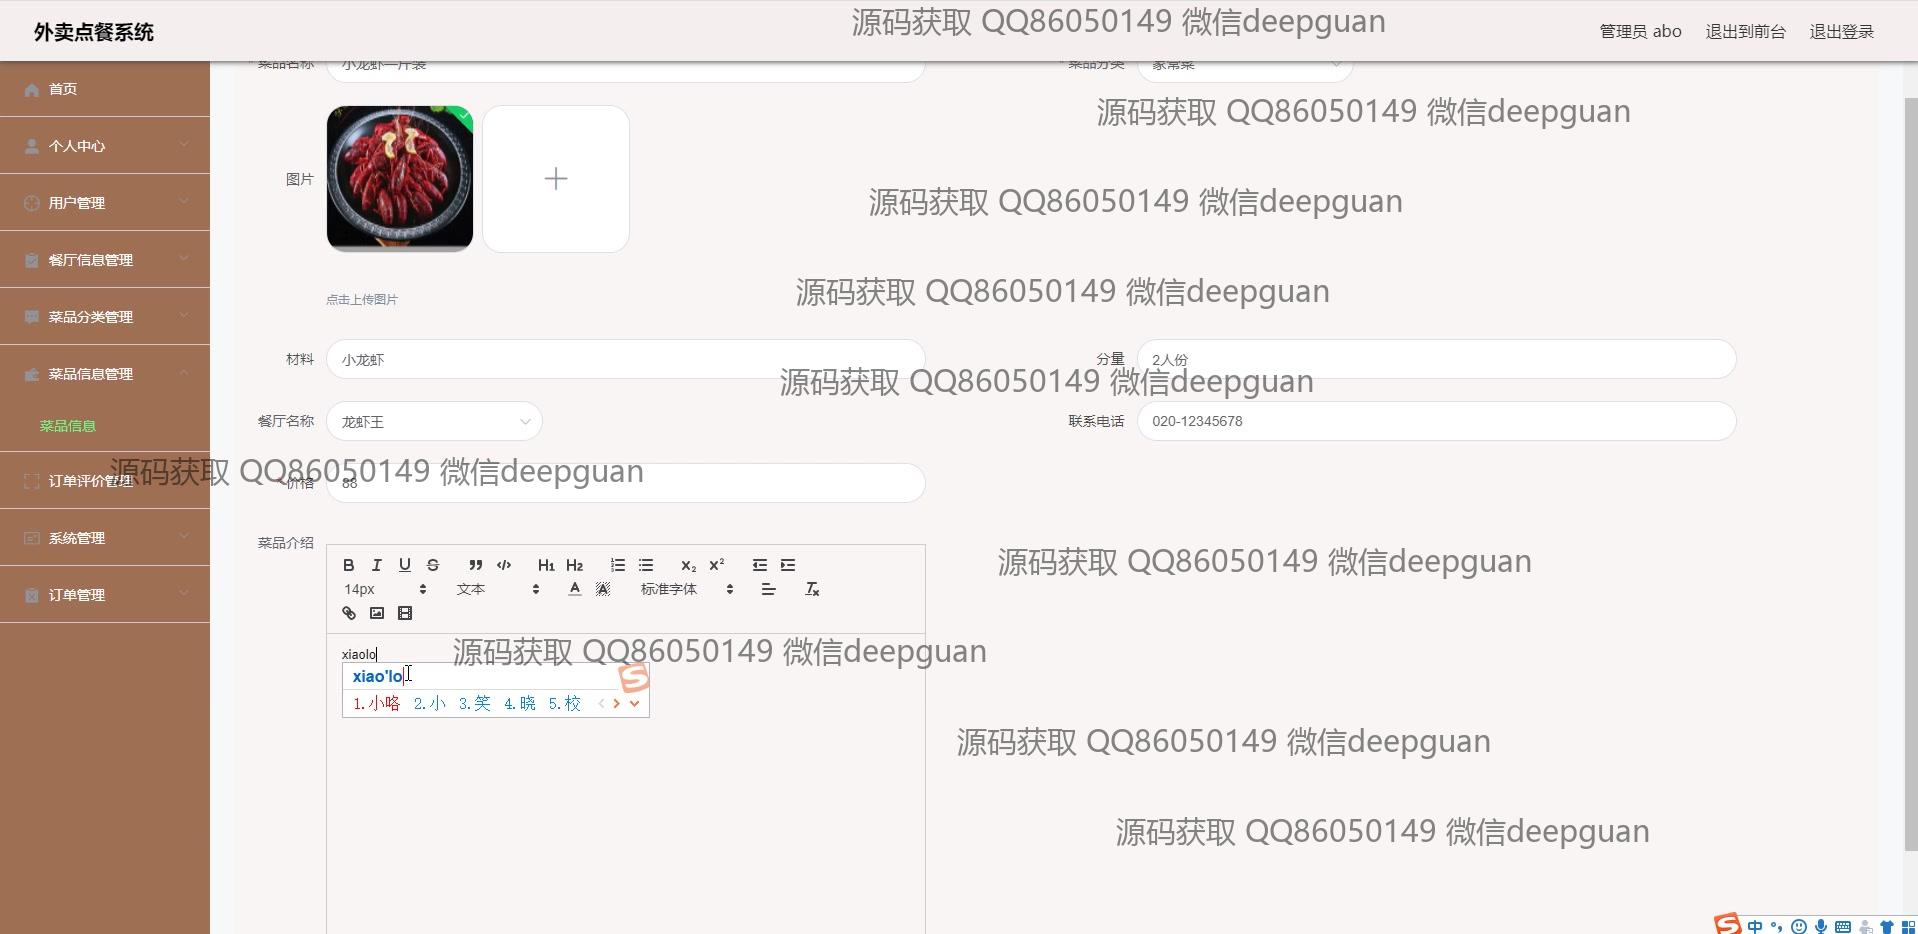 外卖点餐系统
源码获取 QQ86050149 微信deepguan
管理员 abo 退出到前台 退出登录
首页
个人中心
用户管理
餐厅信息管理
菜品分类管理
菜品信息管理
菜品信息
订单评价管理
系统管理
订单管理
* 菜品名称 小龙虾一斤装
* 菜品分类 家常菜
源码获取 QQ86050149 微信deepguan
图片
源码获取 QQ86050149 微信deepguan
源码获取 QQ86050149 微信deepguan
点击上传图片
材料 小龙虾
分量 2人份
源码获取 QQ86050149 微信deepguan
餐厅名称 龙虾王
联系电话 020-12345678
源码获取 QQ86050149 微信deepguan
* 价格 88
菜品介绍
B I U S H1 H2 X2 X2
源码获取 QQ86050149 微信deepguan
14px 文本 A A 标准字体 Tx
xiaolo
源码获取 QQ86050149 微信deepguan
xiao'lo
1.小咯 2.小 3.笑 4.晓 5.校
源码获取 QQ86050149 微信deepguan
源码获取 QQ86050149 微信deepguan
S 中